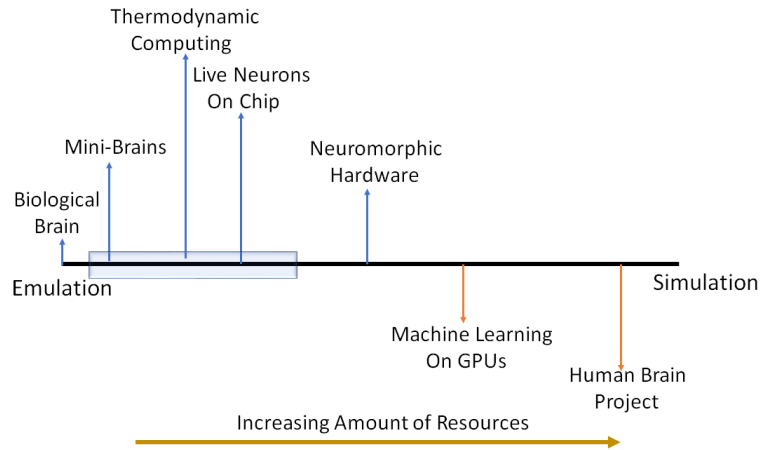 Thermodynamic
Computing
Live Neurons
On Chip
Mini-Brains
Neuromorphic
Hardware
Biological
Brain
Emulation
Simulation
Machine Learning
On GPUs
Human Brain
Project
Increasing Amount of Resources